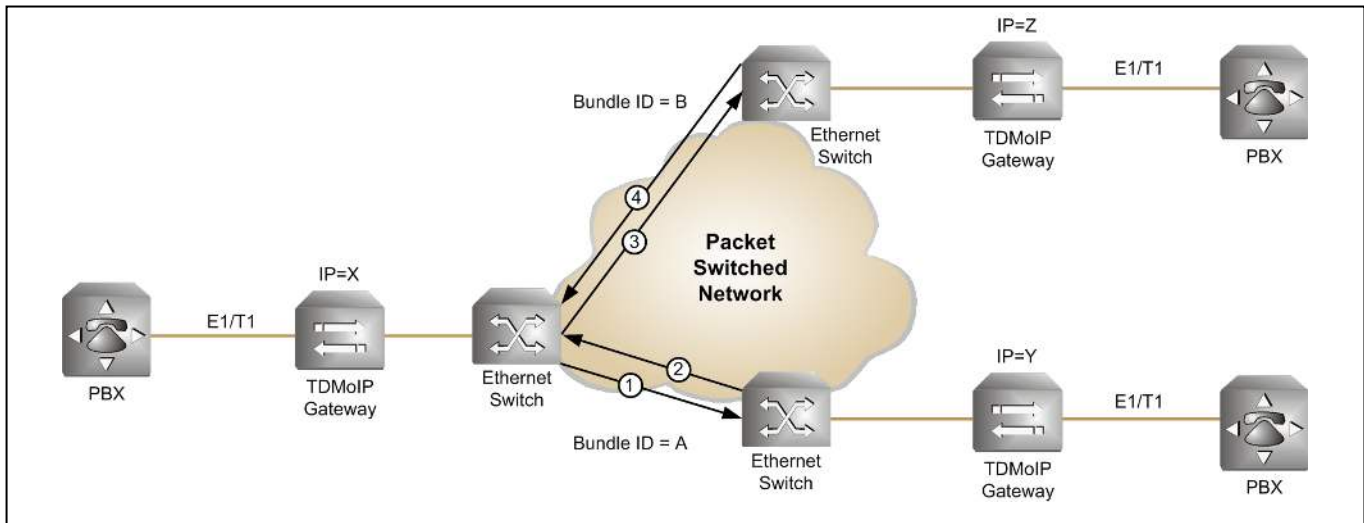 IP=Z
E1/T1
Bundle ID = B
Ethernet
Switch
TDMoIP
Gateway
PBX
4
3
Packet
Switched
Network
IP=X
E1/T1
PBX
TDMoIP
Gateway
Ethernet
Switch
2
1
Bundle ID = A
IP=Y
E1/T1
Ethernet
Switch
TDMoIP
Gateway
PBX